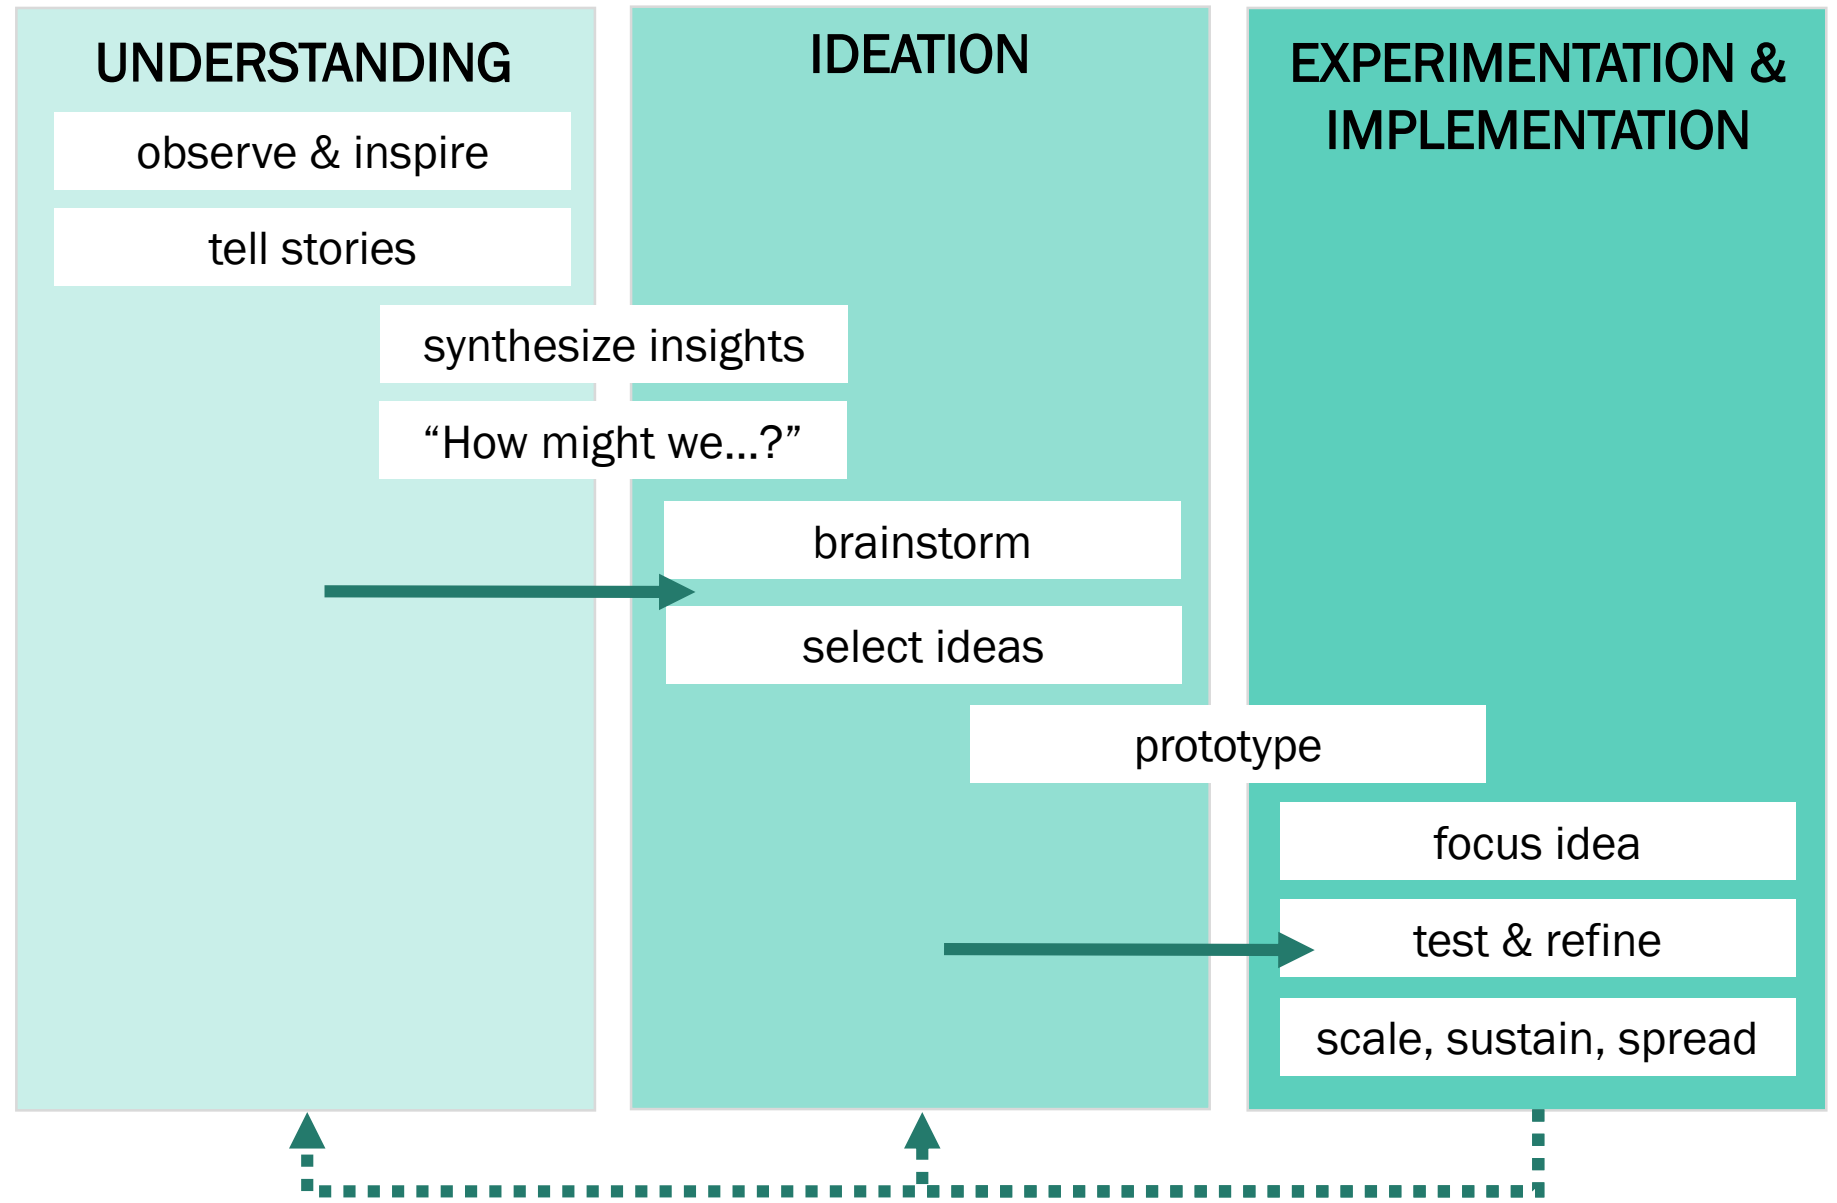 UNDERSTANDING
observe & inspire
tell stories
synthesize insights
“How might we...?”
IDEATION
brainstorm
select ideas
prototype
EXPERIMENTATION &
IMPLEMENTATION
focus idea
test & refine
scale, sustain, spread